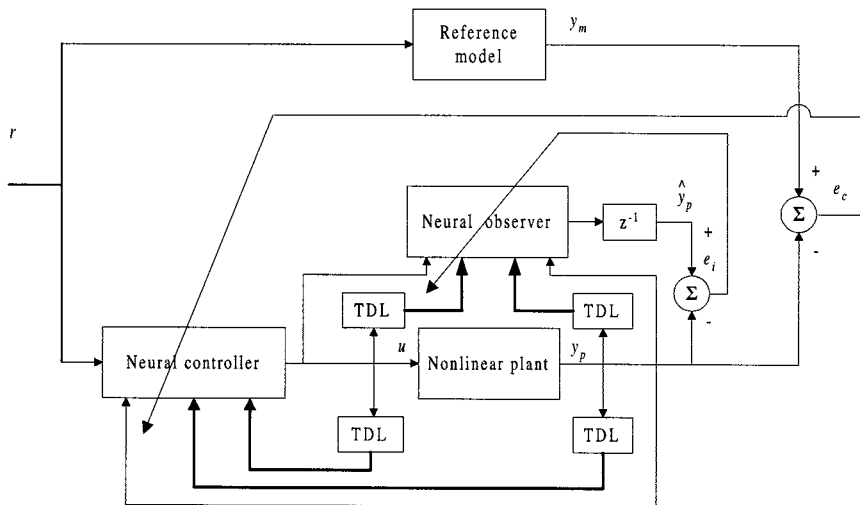 Reference
model
y_m
r
+
e_c
Σ
-
Neural observer
z⁻¹
ŷ_p
+
e_i
Σ
-
TDL
TDL
Neural controller
u
Nonlinear plant
y_p
TDL
TDL